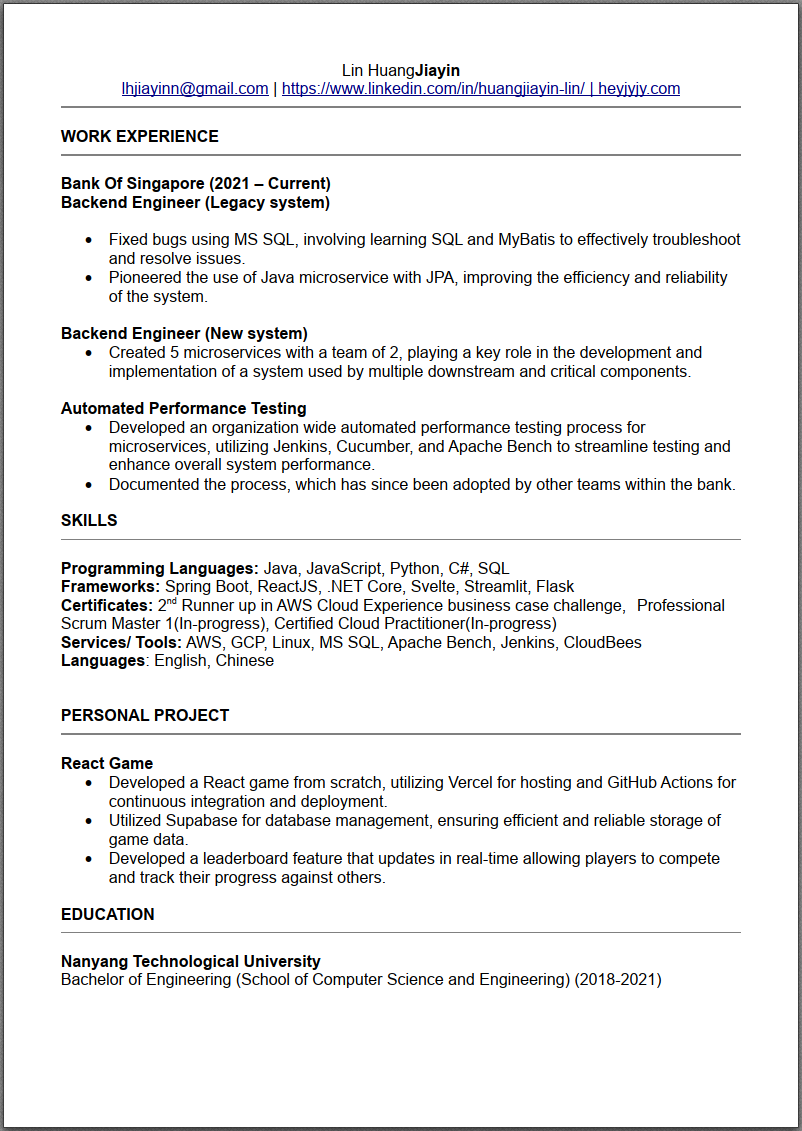 Lin HuangJiayin
lhjiayinn@gmail.com | https://www.linkedin.com/in/huangjiayin-lin/ | heyjyjy.com
WORK EXPERIENCE
Bank Of Singapore (2021 – Current)
Backend Engineer (Legacy system)
• Fixed bugs using MS SQL, involving learning SQL and MyBatis to effectively troubleshoot
and resolve issues.
• Pioneered the use of Java microservice with JPA, improving the efficiency and reliability
of the system.
Backend Engineer (New system)
• Created 5 microservices with a team of 2, playing a key role in the development and
implementation of a system used by multiple downstream and critical components.
Automated Performance Testing
• Developed an organization wide automated performance testing process for
microservices, utilizing Jenkins, Cucumber, and Apache Bench to streamline testing and
enhance overall system performance.
• Documented the process, which has since been adopted by other teams within the bank.
SKILLS
Programming Languages: Java, JavaScript, Python, C#, SQL
Frameworks: Spring Boot, ReactJS, .NET Core, Svelte, Streamlit, Flask
Certificates: 2nd Runner up in AWS Cloud Experience business case challenge, Professional
Scrum Master 1(In-progress), Certified Cloud Practitioner(In-progress)
Services/ Tools: AWS, GCP, Linux, MS SQL, Apache Bench, Jenkins, CloudBees
Languages: English, Chinese
PERSONAL PROJECT
React Game
• Developed a React game from scratch, utilizing Vercel for hosting and GitHub Actions for
continuous integration and deployment.
• Utilized Supabase for database management, ensuring efficient and reliable storage of
game data.
• Developed a leaderboard feature that updates in real-time allowing players to compete
and track their progress against others.
EDUCATION
Nanyang Technological University
Bachelor of Engineering (School of Computer Science and Engineering) (2018-2021)